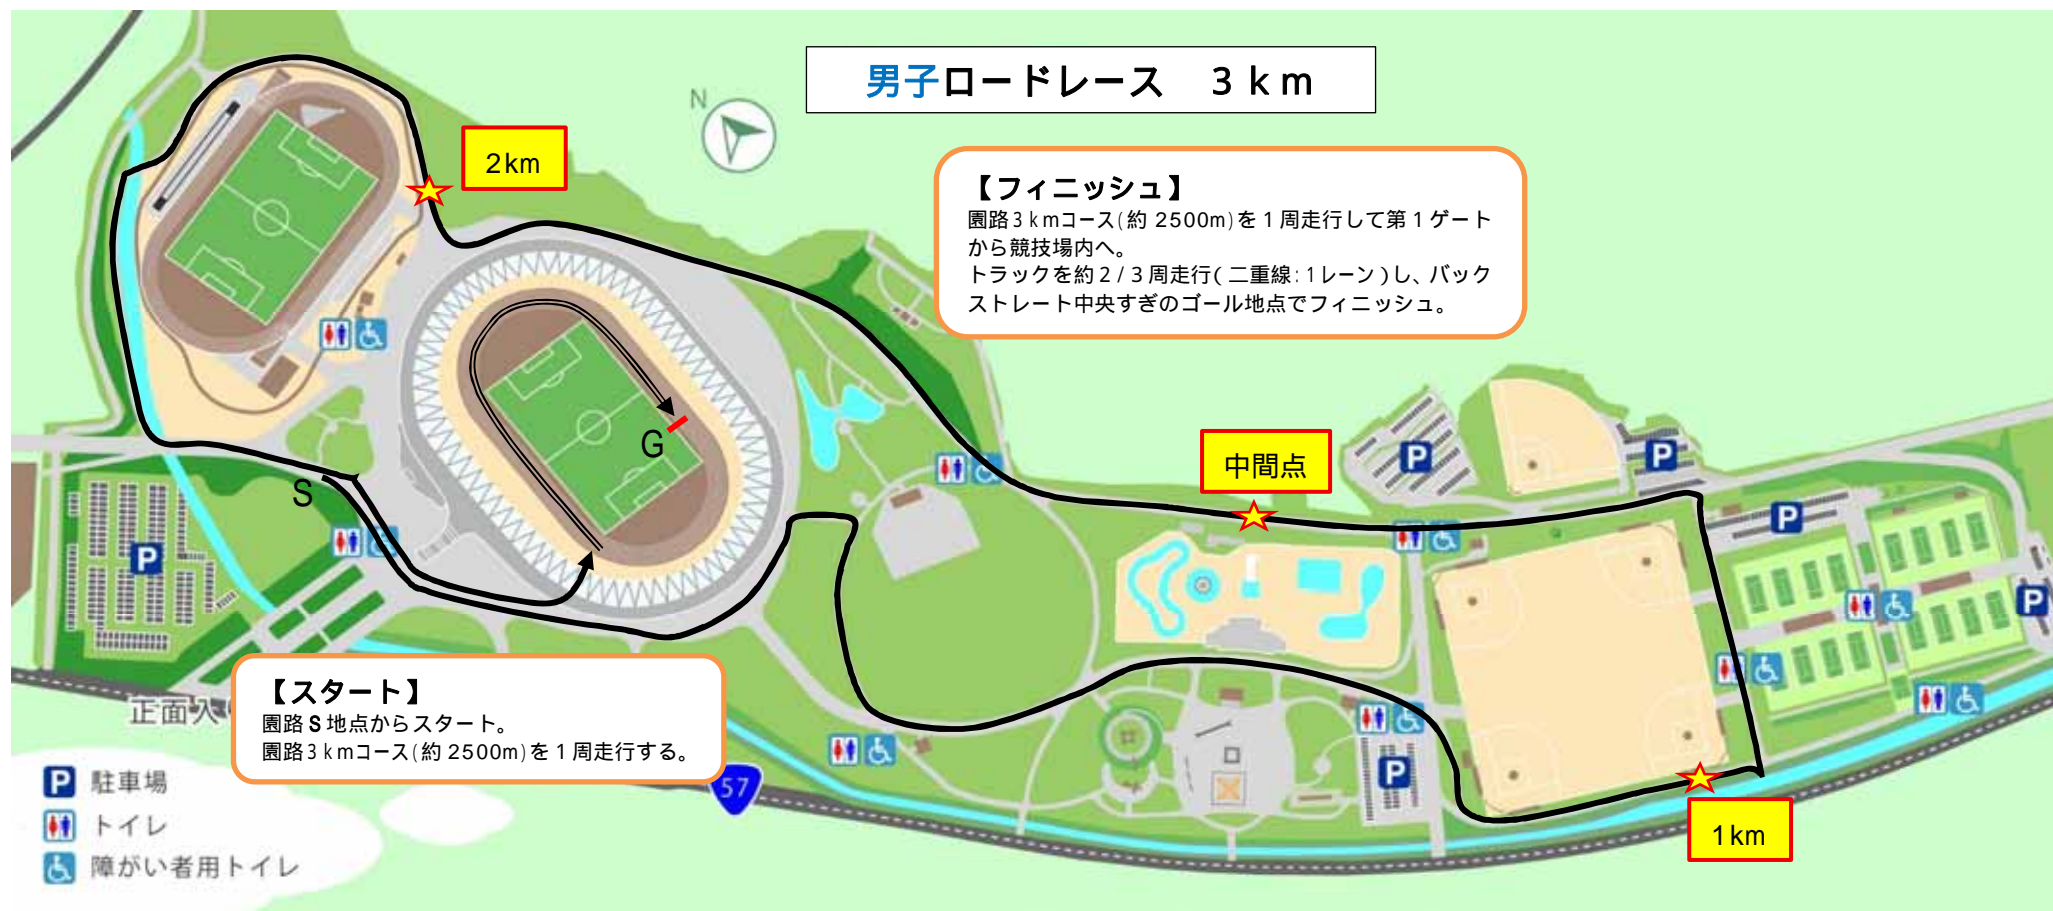 男子ロードレース　３ｋｍ
N
2km
【フィニッシュ】
園路3kmコース(約 2500m)を1周走行して第1ゲート
から競技場内へ。
トラックを約2/3周走行(二重線:1レーン)し、バック
ストレート中央すぎのゴール地点でフィニッシュ。
G
中間点
P
P
S
P
P
P
【スタート】
園路S地点からスタート。
園路3kmコース(約 2500m)を1周走行する。
正面入
57
P
1km
P 駐車場
トイレ
障がい者用トイレ